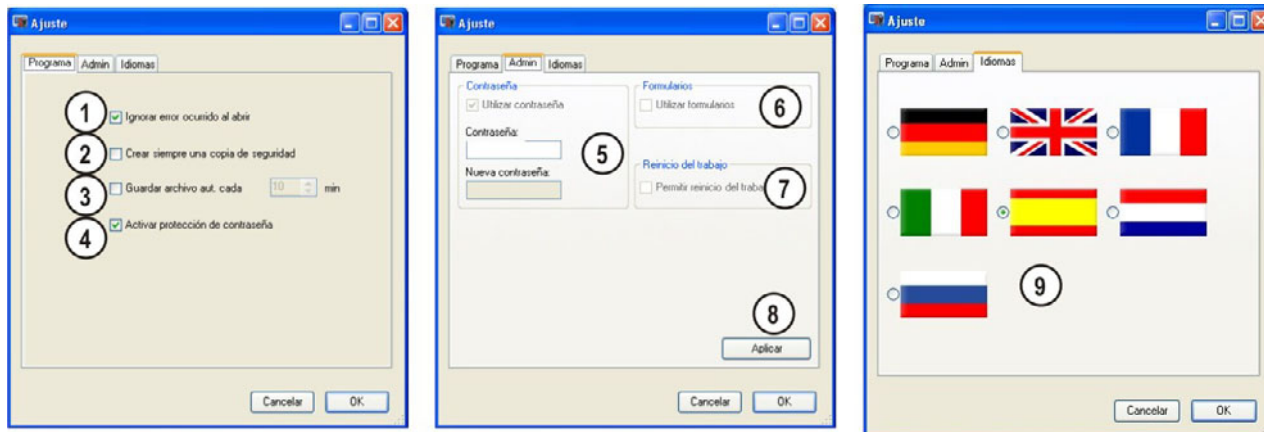 Ajuste
Programa Admin Idiomas
1 Ignorar error ocurrido al abrir
2 Crear siempre una copia de seguridad
3 Guardar archivo aut. cada 10 min
4 Activar protección de contraseña
Cancelar OK
Ajuste
Programa Admin Idiomas
Contraseña
Utilizar contraseña
Contraseña:
Nueva contraseña:
5
Formularios
Utilizar formularios
6
Reinicio del trabajo
Permitir reinicio del traba
7
8
Aplicar
Cancelar OK
Ajuste
Programa Admin Idiomas
9
Cancelar OK